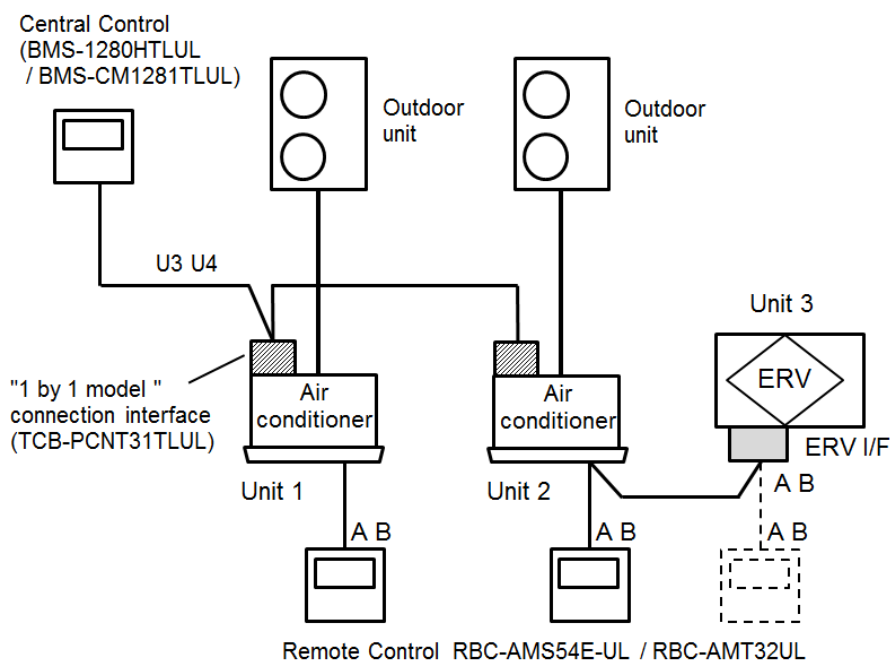 Central Control
(BMS-1280HTLUL
/ BMS-CM1281TLUL)
Outdoor
unit
Outdoor
unit
U3 U4
Unit 3
ERV
"1 by 1 model "
connection interface
(TCB-PCNT31TLUL)
Air
conditioner
Air
conditioner
ERV I/F
Unit 1
Unit 2
A B
A B
A B
A B
Remote Control RBC-AMS54E-UL / RBC-AMT32UL